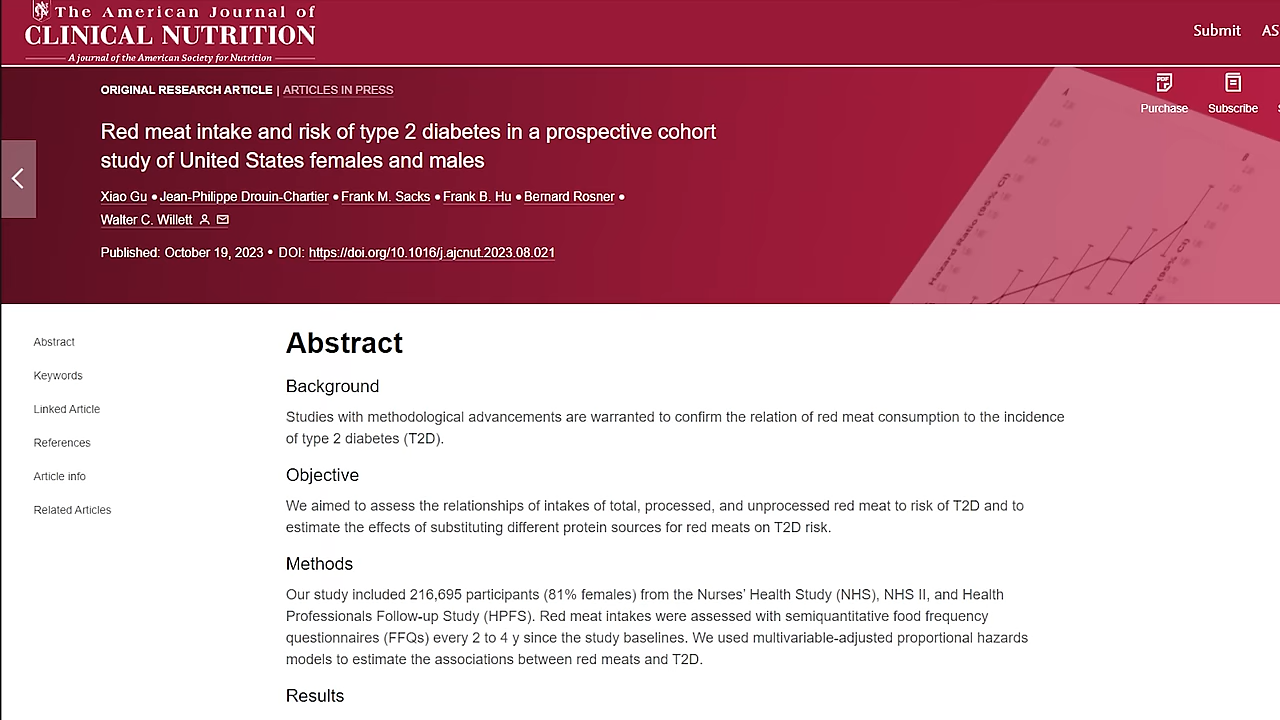 The American Journal of
CLINICAL NUTRITION
A journal of the American Society for Nutrition
Submit
AS
ORIGINAL RESEARCH ARTICLE | ARTICLES IN PRESS
Purchase
Subscribe
Red meat intake and risk of type 2 diabetes in a prospective cohort
study of United States females and males
Xiao Gu • Jean-Philippe Drouin-Chartier • Frank M. Sacks • Frank B. Hu • Bernard Rosner •
Walter C. Willett
Published: October 19, 2023 • DOI: https://doi.org/10.1016/j.ajcnut.2023.08.021
Hazard Ratio (95% CI)
Abstract
Keywords
Linked Article
References
Article info
Related Articles
Abstract
Background
Studies with methodological advancements are warranted to confirm the relation of red meat consumption to the incidence
of type 2 diabetes (T2D).
Objective
We aimed to assess the relationships of intakes of total, processed, and unprocessed red meat to risk of T2D and to
estimate the effects of substituting different protein sources for red meats on T2D risk.
Methods
Our study included 216,695 participants (81% females) from the Nurses' Health Study (NHS), NHS II, and Health
Professionals Follow-up Study (HPFS). Red meat intakes were assessed with semiquantitative food frequency
questionnaires (FFQs) every 2 to 4 y since the study baselines. We used multivariable-adjusted proportional hazards
models to estimate the associations between red meats and T2D.
Results